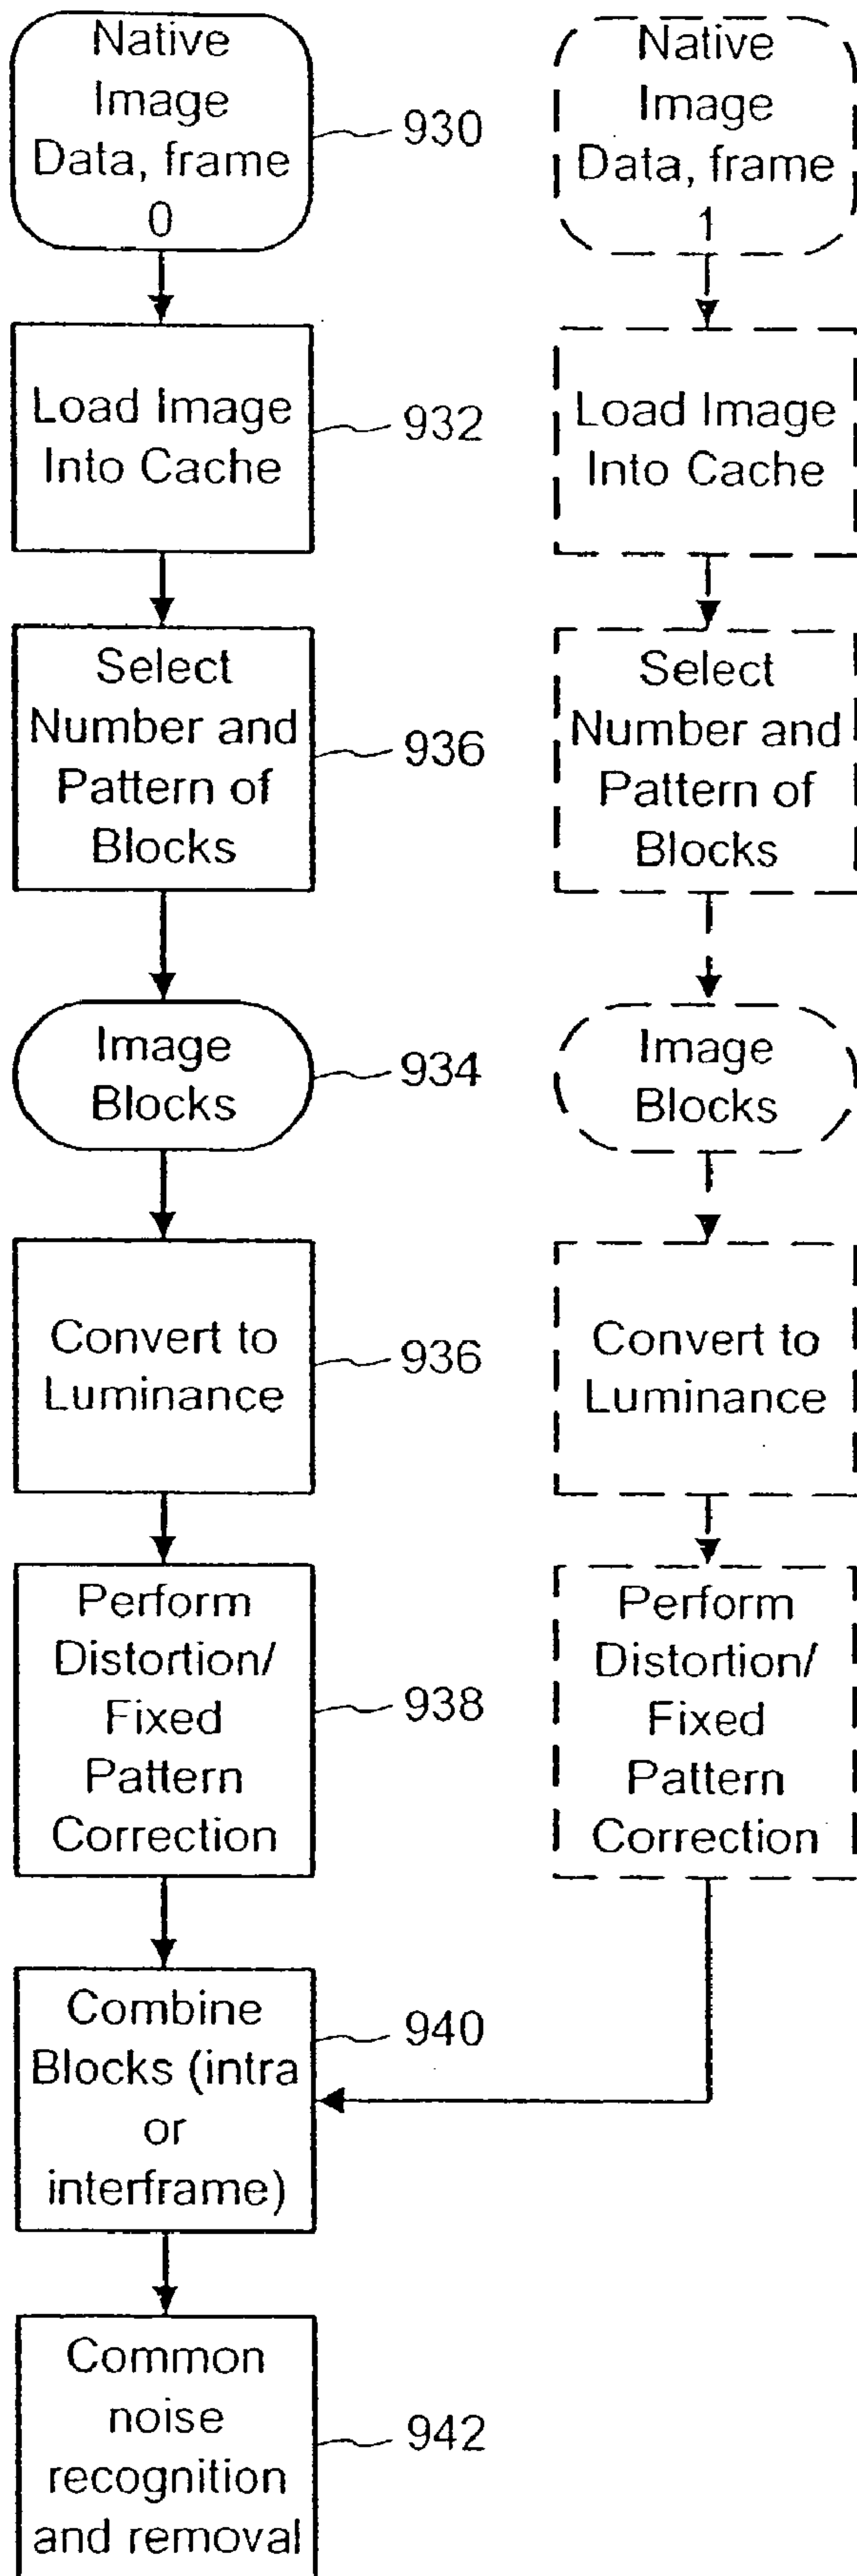 Native
Image
Data, frame
0
930
Native
Image
Data, frame
1
Load Image
Into Cache
932
Load Image
Into Cache
Select
Number and
Pattern of
Blocks
936
Select
Number and
Pattern of
Blocks
Image
Blocks
934
Image
Blocks
Convert to
Luminance
936
Convert to
Luminance
Perform
Distortion/
Fixed
Pattern
Correction
938
Perform
Distortion/
Fixed
Pattern
Correction
Combine
Blocks (intra
or
interframe)
940
Common
noise
recognition
and removal
942